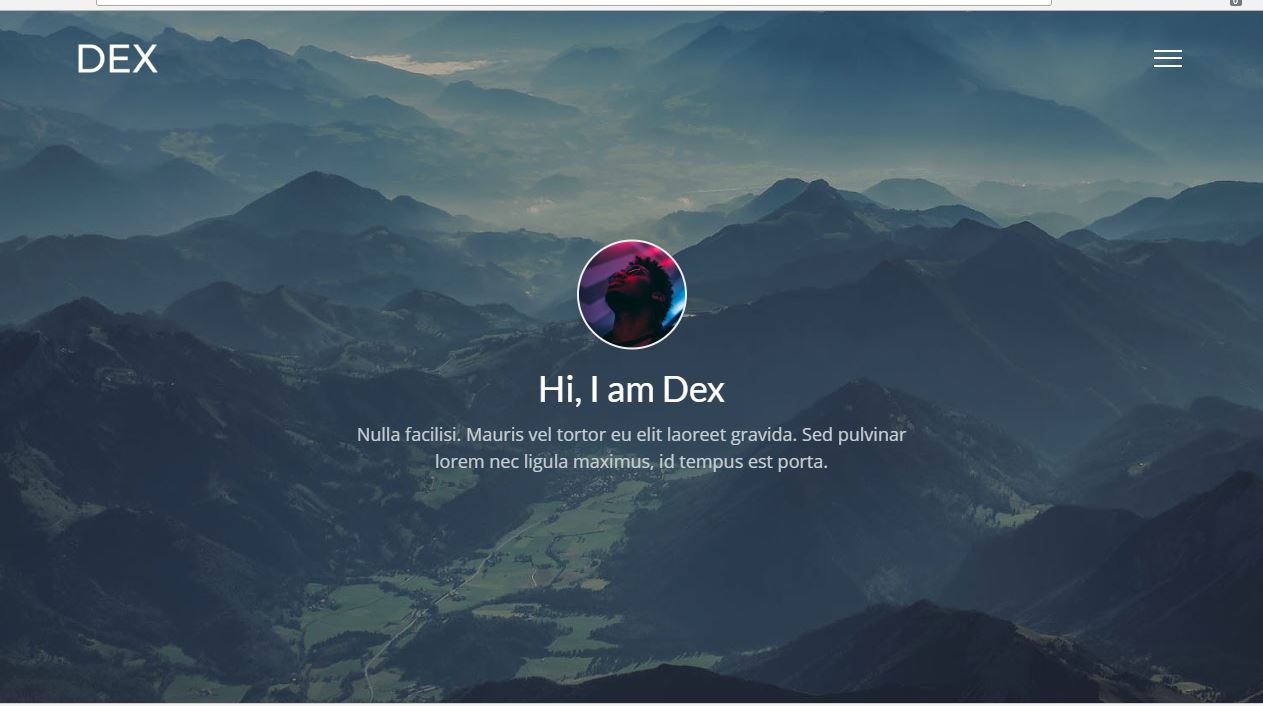 DEX
Hi, I am Dex
Nulla facilisi. Mauris vel tortor eu elit laoreet gravida. Sed pulvinar
lorem nec ligula maximus, id tempus est porta.